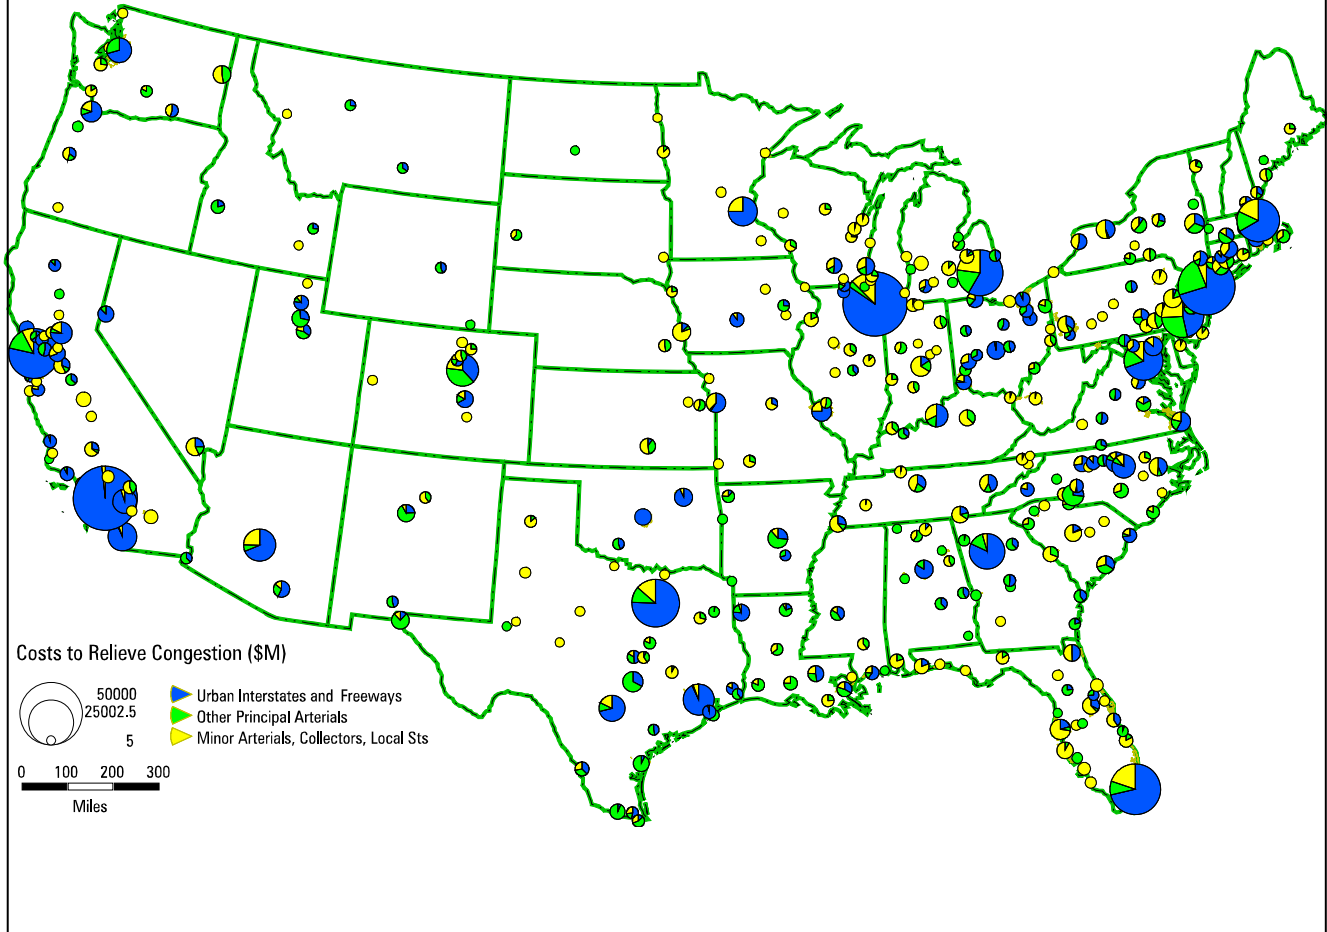 Costs to Relieve Congestion ($M)
50000
25002.5
5
Urban Interstates and Freeways
Other Principal Arterials
Minor Arterials, Collectors, Local Sts
0 100 200 300
Miles